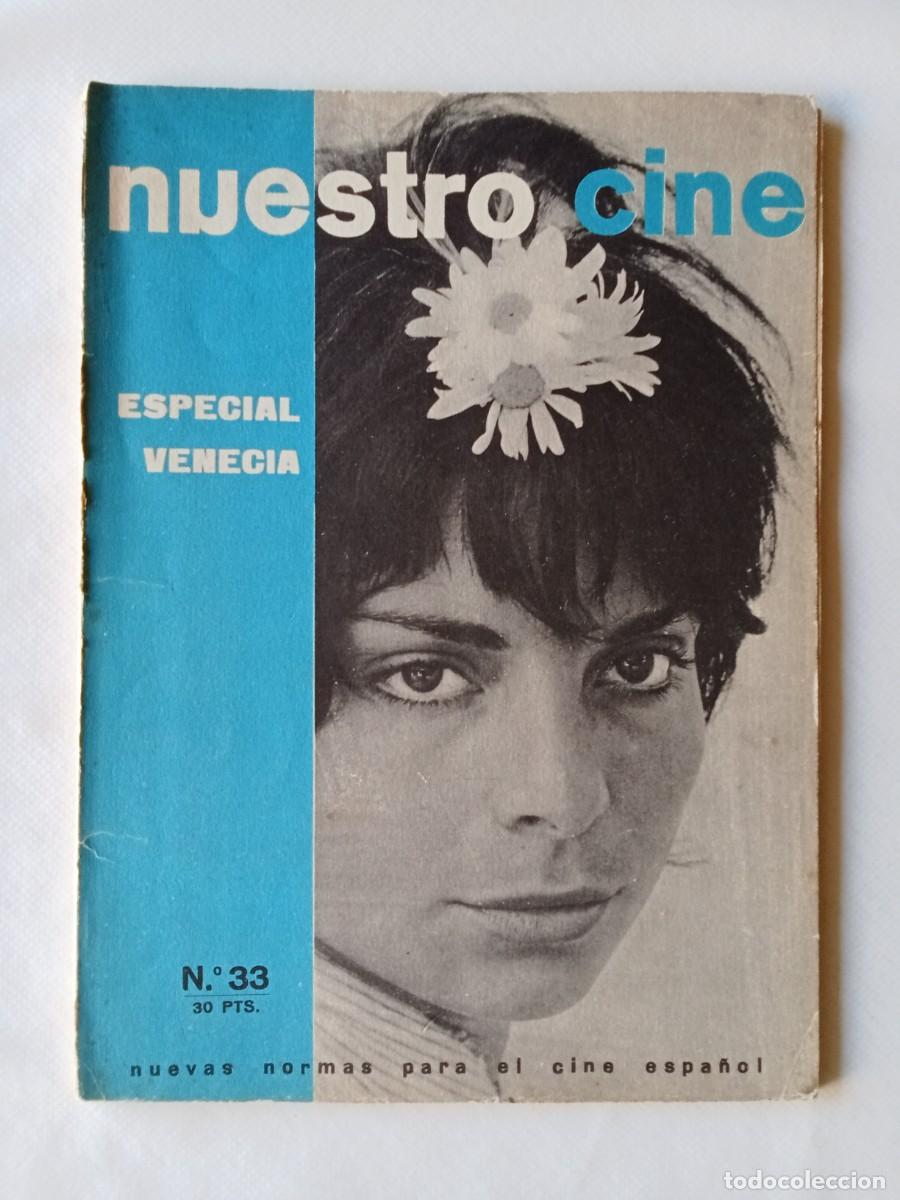 nuestro cine
ESPECIAL
VENECIA
N.º 33
30 PTS.
nuevas normas para el cine español
todocoleccion